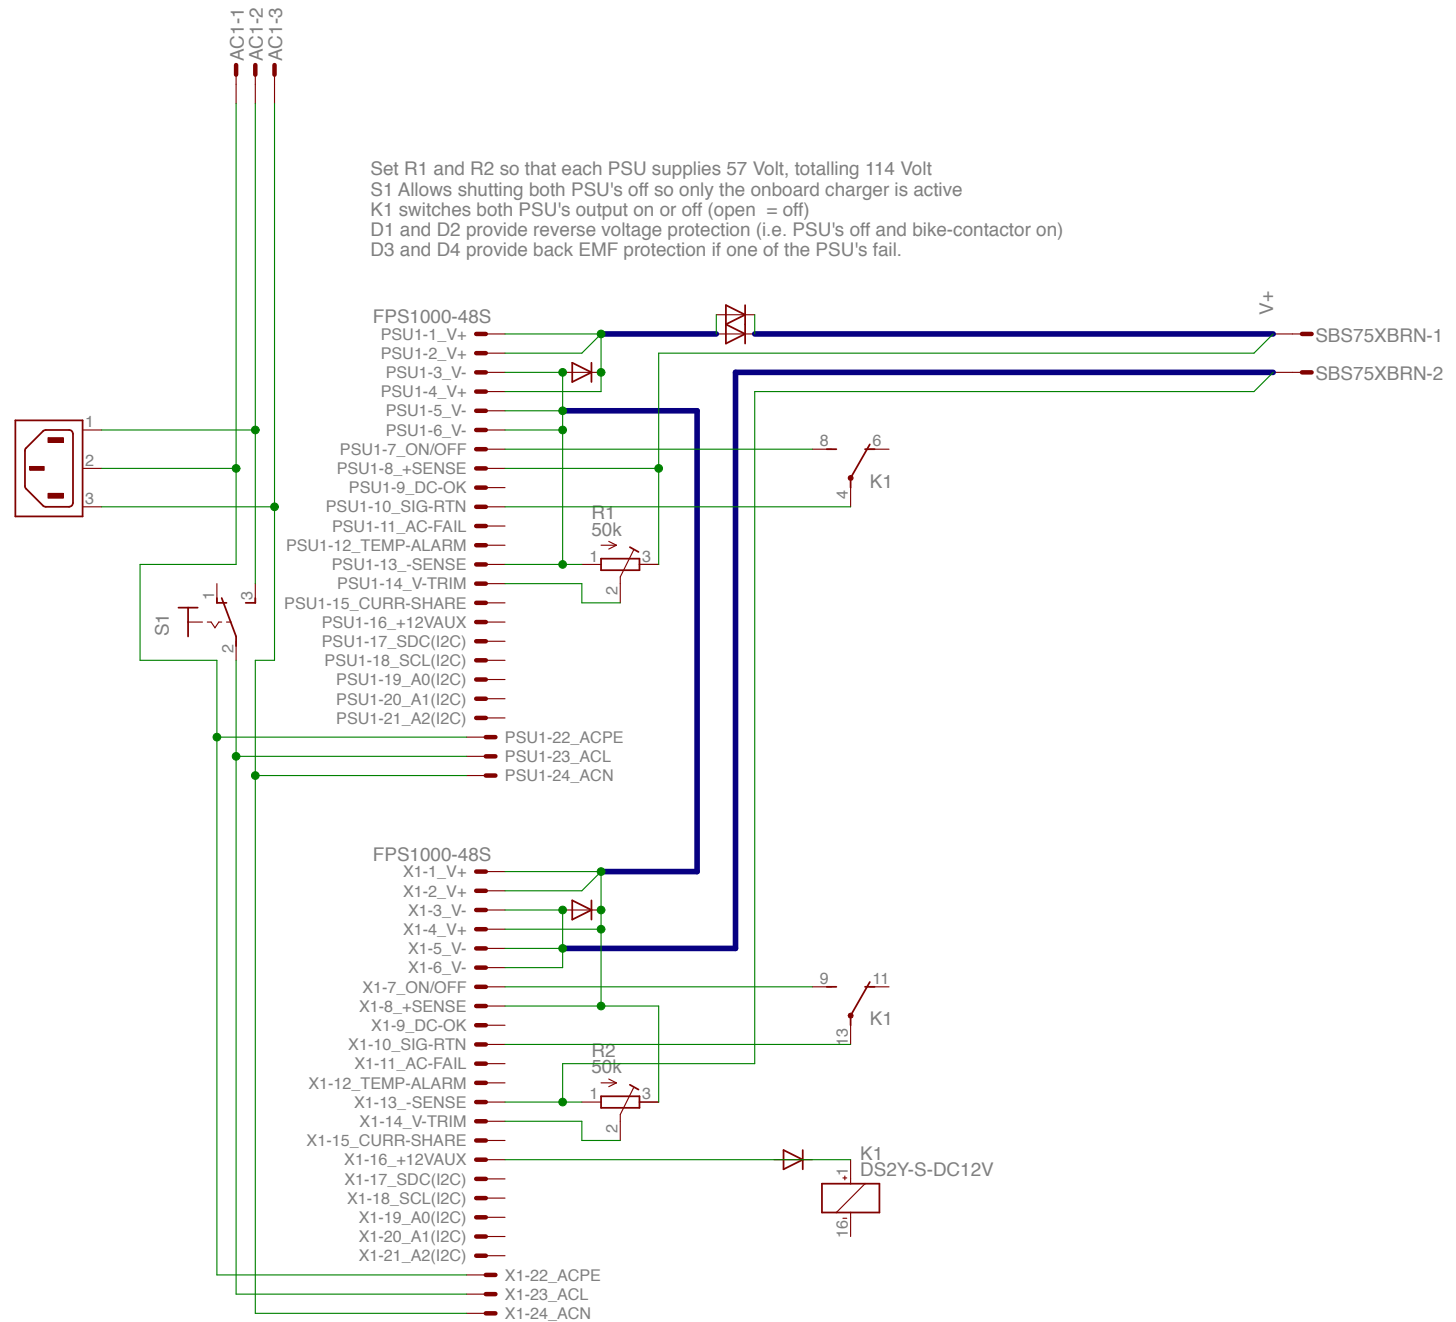 AC1-1
AC1-2
AC1-3
Set R1 and R2 so that each PSU supplies 57 Volt, totalling 114 Volt
S1 Allows shutting both PSU's off so only the onboard charger is active
K1 switches both PSU's output on or off (open = off)
D1 and D2 provide reverse voltage protection (i.e. PSU's off and bike-contactor on)
D3 and D4 provide back EMF protection if one of the PSU's fail.
V+
FPS1000-48S
PSU1-1_V+
SBS75XBRN-1
PSU1-2_V+
PSU1-3_V-
SBS75XBRN-2
PSU1-4_V+
PSU1-5_V-
1
PSU1-6_V-
PSU1-7_ON/OFF
8
6
2
PSU1-8_+SENSE
K1
PSU1-9_DC-OK
4
3
PSU1-10_SIG-RTN
R1
50k
PSU1-11_AC-FAIL
PSU1-12_TEMP-ALARM
PSU1-13_-SENSE
1
3
PSU1-14_V-TRIM
2
1
3
PSU1-15_CURR-SHARE
S1
PSU1-16_+12VAUX
2
PSU1-17_SDC(I2C)
PSU1-18_SCL(I2C)
PSU1-19_A0(I2C)
PSU1-20_A1(I2C)
PSU1-21_A2(I2C)
PSU1-22_ACPE
PSU1-23_ACL
PSU1-24_ACN
FPS1000-48S
X1-1_V+
X1-2_V+
X1-3_V-
X1-4_V+
X1-5_V-
X1-6_V-
X1-7_ON/OFF
9
11
X1-8_+SENSE
K1
X1-9_DC-OK
13
X1-10_SIG-RTN
R2
50k
X1-11_AC-FAIL
X1-12_TEMP-ALARM
X1-13_-SENSE
1
3
X1-14_V-TRIM
2
X1-15_CURR-SHARE
X1-16_+12VAUX
K1
DS2Y-S-DC12V
+1
X1-17_SDC(I2C)
X1-18_SCL(I2C)
X1-19_A0(I2C)
16-
X1-20_A1(I2C)
X1-21_A2(I2C)
X1-22_ACPE
X1-23_ACL
X1-24_ACN